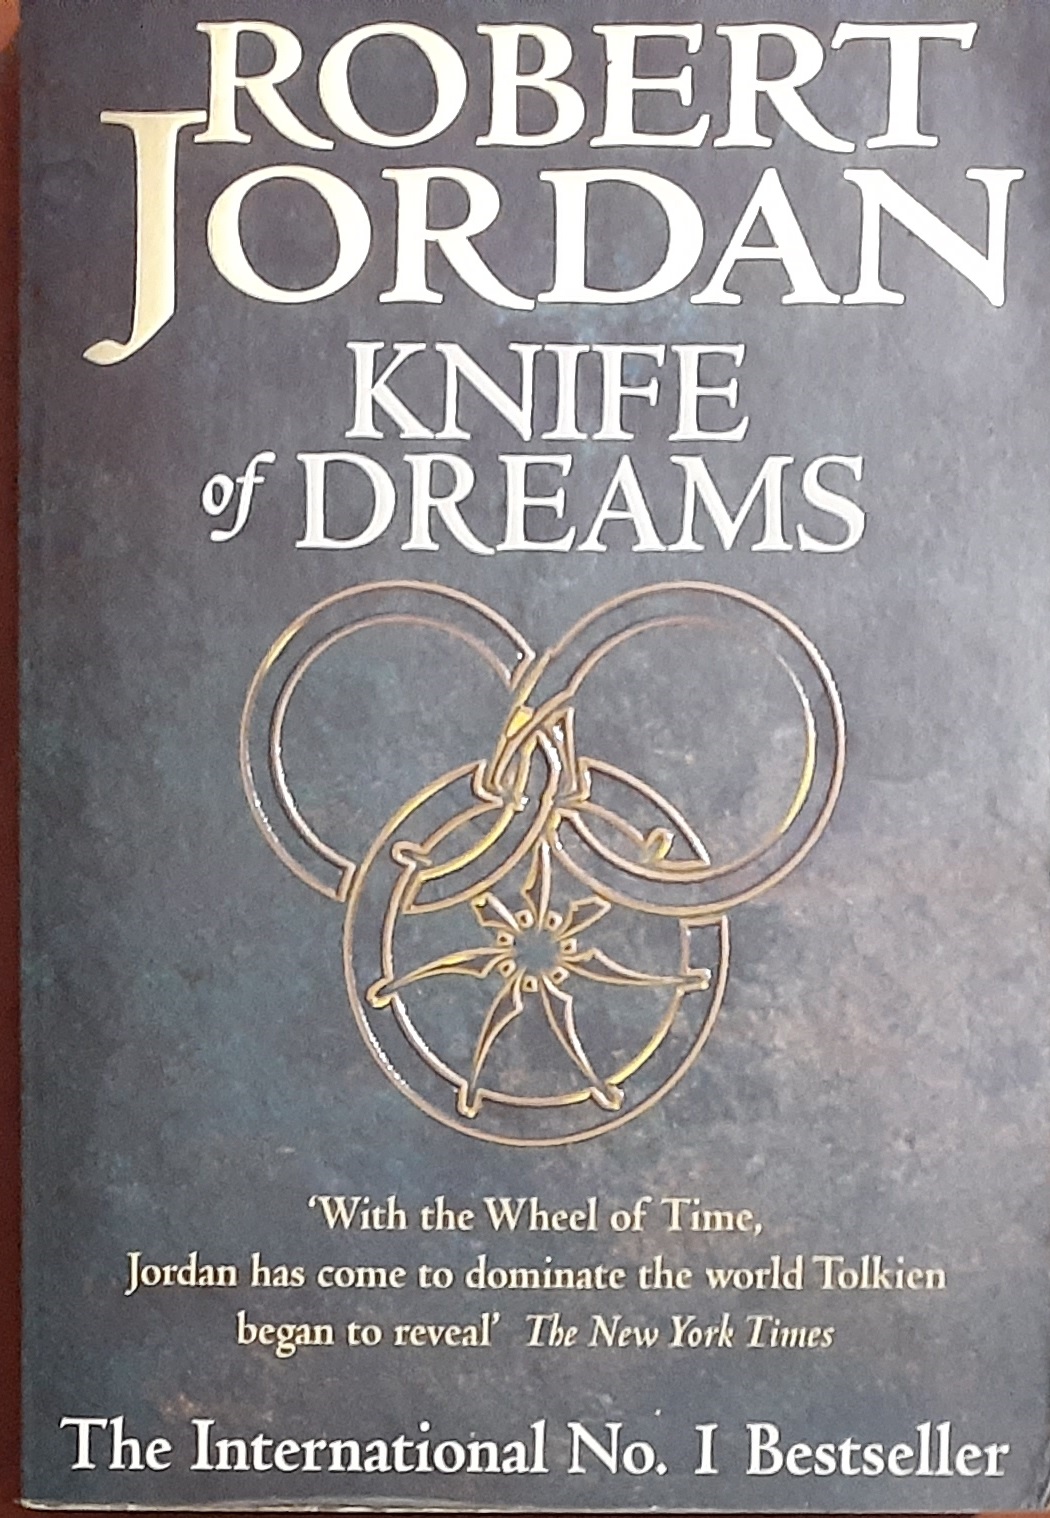 ROBERT
JORDAN
KNIFE
of DREAMS
‘With the Wheel of Time,
Jordan has come to dominate the world Tolkien
began to reveal’ The New York Times
The International No. 1 Bestseller